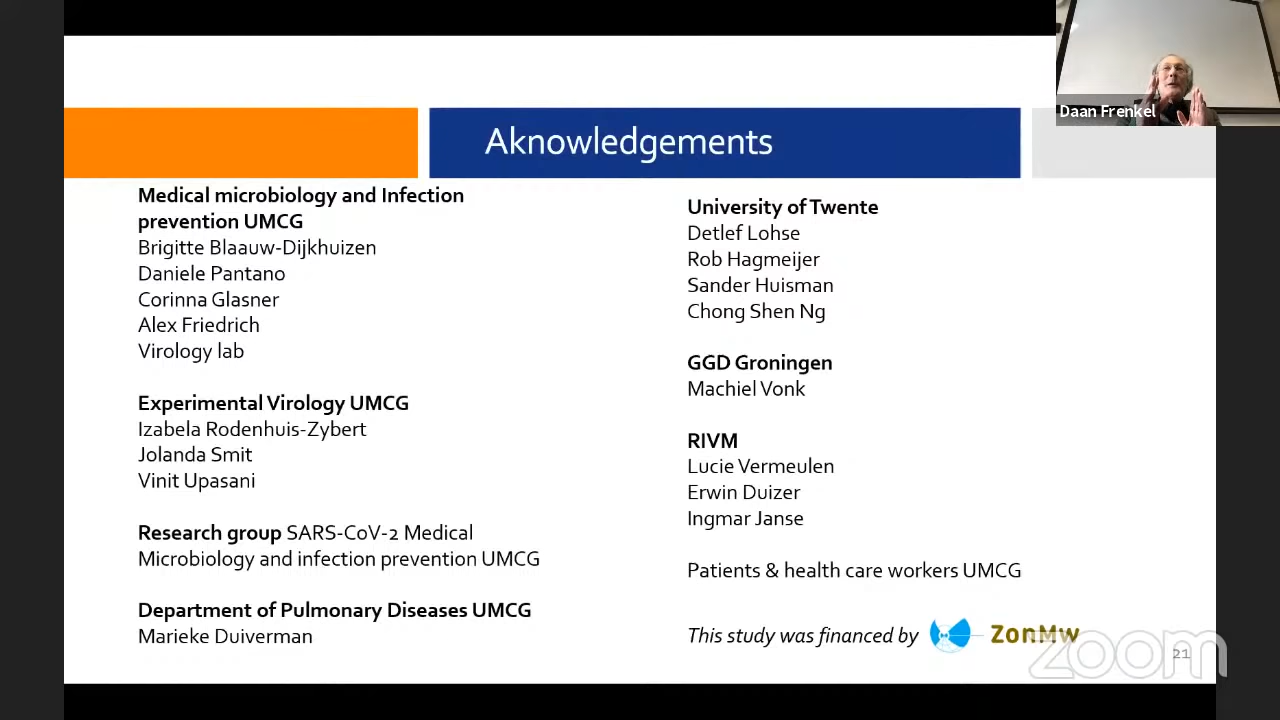 Aknowledgements
Daan Frenkel
Medical microbiology and Infection
prevention UMCG
Brigitte Blaauw-Dijkhuizen
Daniele Pantano
Corinna Glasner
Alex Friedrich
Virology lab
Experimental Virology UMCG
Izabela Rodenhuis-Zybert
Jolanda Smit
Vinit Upasani
Research group SARS-CoV-2 Medical
Microbiology and infection prevention UMCG
Department of Pulmonary Diseases UMCG
Marieke Duiverman
University of Twente
Detlef Lohse
Rob Hagmeijer
Sander Huisman
Chong Shen Ng
GGD Groningen
Machiel Vonk
RIVM
Lucie Vermeulen
Erwin Duizer
Ingmar Janse
Patients & health care workers UMCG
This study was financed by ZonMw
21
zoom